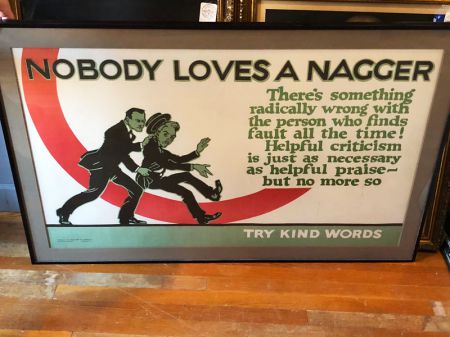 NOBODY LOVES A NAGGER
There's something
radically wrong with
the person who finds
fault all the time!
Helpful criticism
is just as necessary
as helpful praise—
but no more so
TRY KIND WORDS